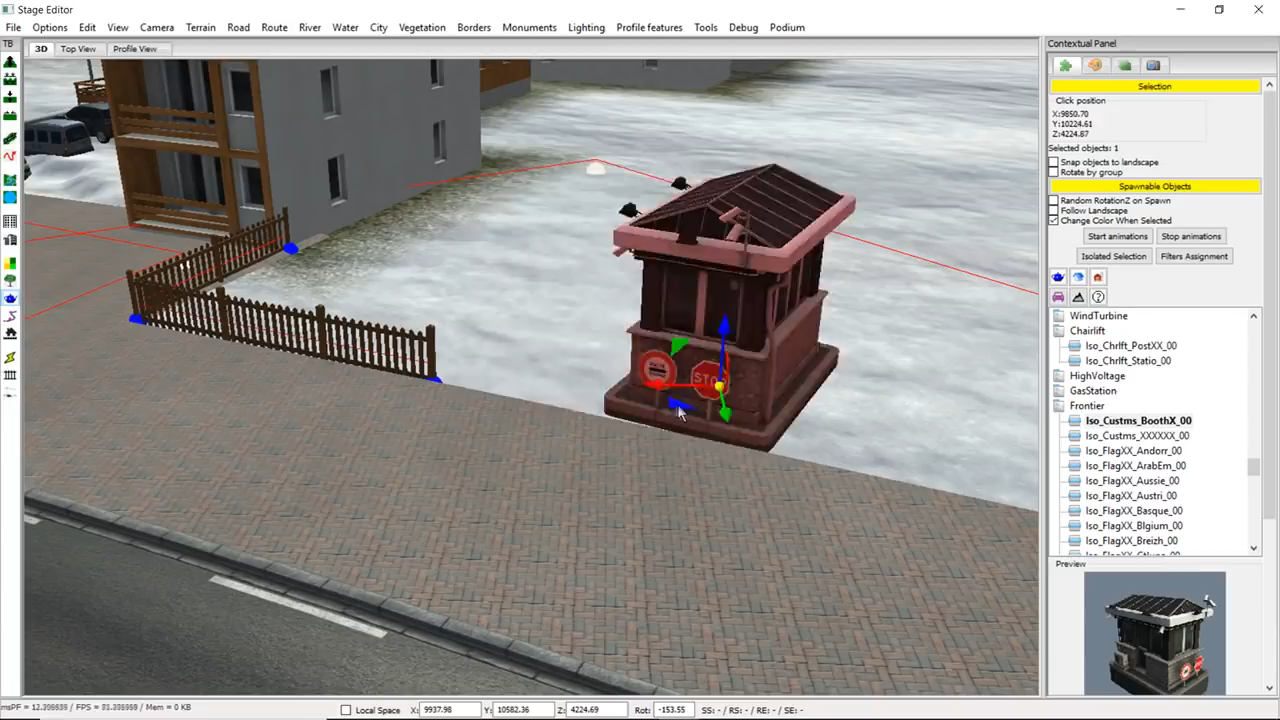 Stage Editor
File Options Edit View Camera Terrain Road Route River Water City Vegetation Borders Monuments Lighting Profile features Tools Debug Podium
TB 3D Top View Profile View
Contextual Panel
Selection
Click position
X:9850.70
Y:10224.61
Z:4224.87
Selected objects: 1
Snap objects to landscape
Rotate by group
Spawnable Objects
Random RotationZ on Spawn
Follow Landscape
Change Color When Selected
Start animations Stop animations
Isolated Selection Filters Assignment
WindTurbine
Chairlift
Iso_Chrlft_PostXX_00
Iso_Chrlft_Statio_00
HighVoltage
GasStation
Frontier
Iso_Custms_BoothX_00
Iso_Custms_XXXXXX_00
Iso_FlagXX_Andorr_00
Iso_FlagXX_ArabEm_00
Iso_FlagXX_Aussie_00
Iso_FlagXX_Austri_00
Iso_FlagXX_Basque_00
Iso_FlagXX_Blgium_00
Iso_FlagXX_Breizh_00
Preview
STOP
Local Space X: 9937.98 Y: 10582.36 Z: 4224.69 Rot: -153.55 SS: - / RS: - / RE: - / SE: -